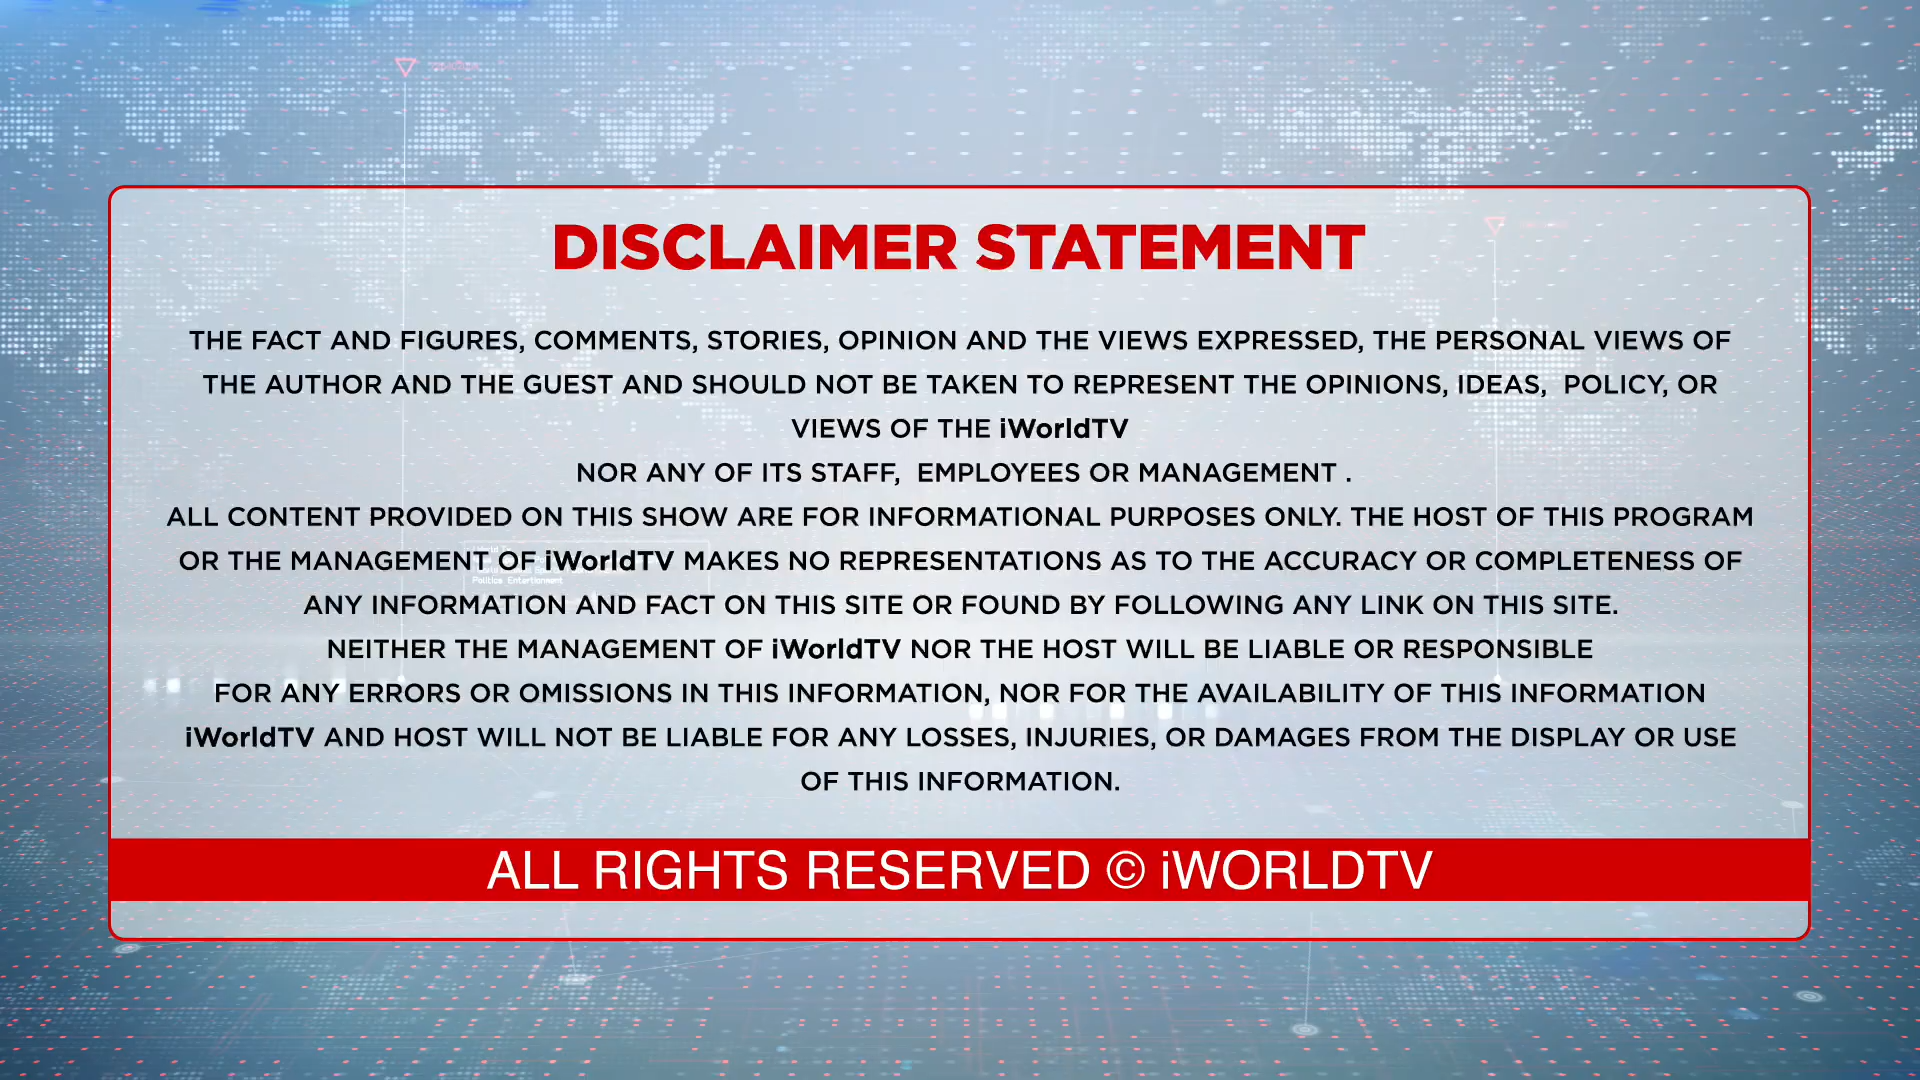 DISCLAIMER STATEMENT
THE FACT AND FIGURES, COMMENTS, STORIES, OPINION AND THE VIEWS EXPRESSED, THE PERSONAL VIEWS OF
THE AUTHOR AND THE GUEST AND SHOULD NOT BE TAKEN TO REPRESENT THE OPINIONS, IDEAS,  POLICY, OR
VIEWS OF THE iWorldTV
NOR ANY OF ITS STAFF,  EMPLOYEES OR MANAGEMENT .
ALL CONTENT PROVIDED ON THIS SHOW ARE FOR INFORMATIONAL PURPOSES ONLY. THE HOST OF THIS PROGRAM
OR THE MANAGEMENT OF iWorldTV MAKES NO REPRESENTATIONS AS TO THE ACCURACY OR COMPLETENESS OF
Politics Entertionment
ANY INFORMATION AND FACT ON THIS SITE OR FOUND BY FOLLOWING ANY LINK ON THIS SITE.
NEITHER THE MANAGEMENT OF iWorldTV NOR THE HOST WILL BE LIABLE OR RESPONSIBLE
FOR ANY ERRORS OR OMISSIONS IN THIS INFORMATION, NOR FOR THE AVAILABILITY OF THIS INFORMATION
iWorldTV AND HOST WILL NOT BE LIABLE FOR ANY LOSSES, INJURIES, OR DAMAGES FROM THE DISPLAY OR USE
OF THIS INFORMATION.
ALL RIGHTS RESERVED © iWORLDTV